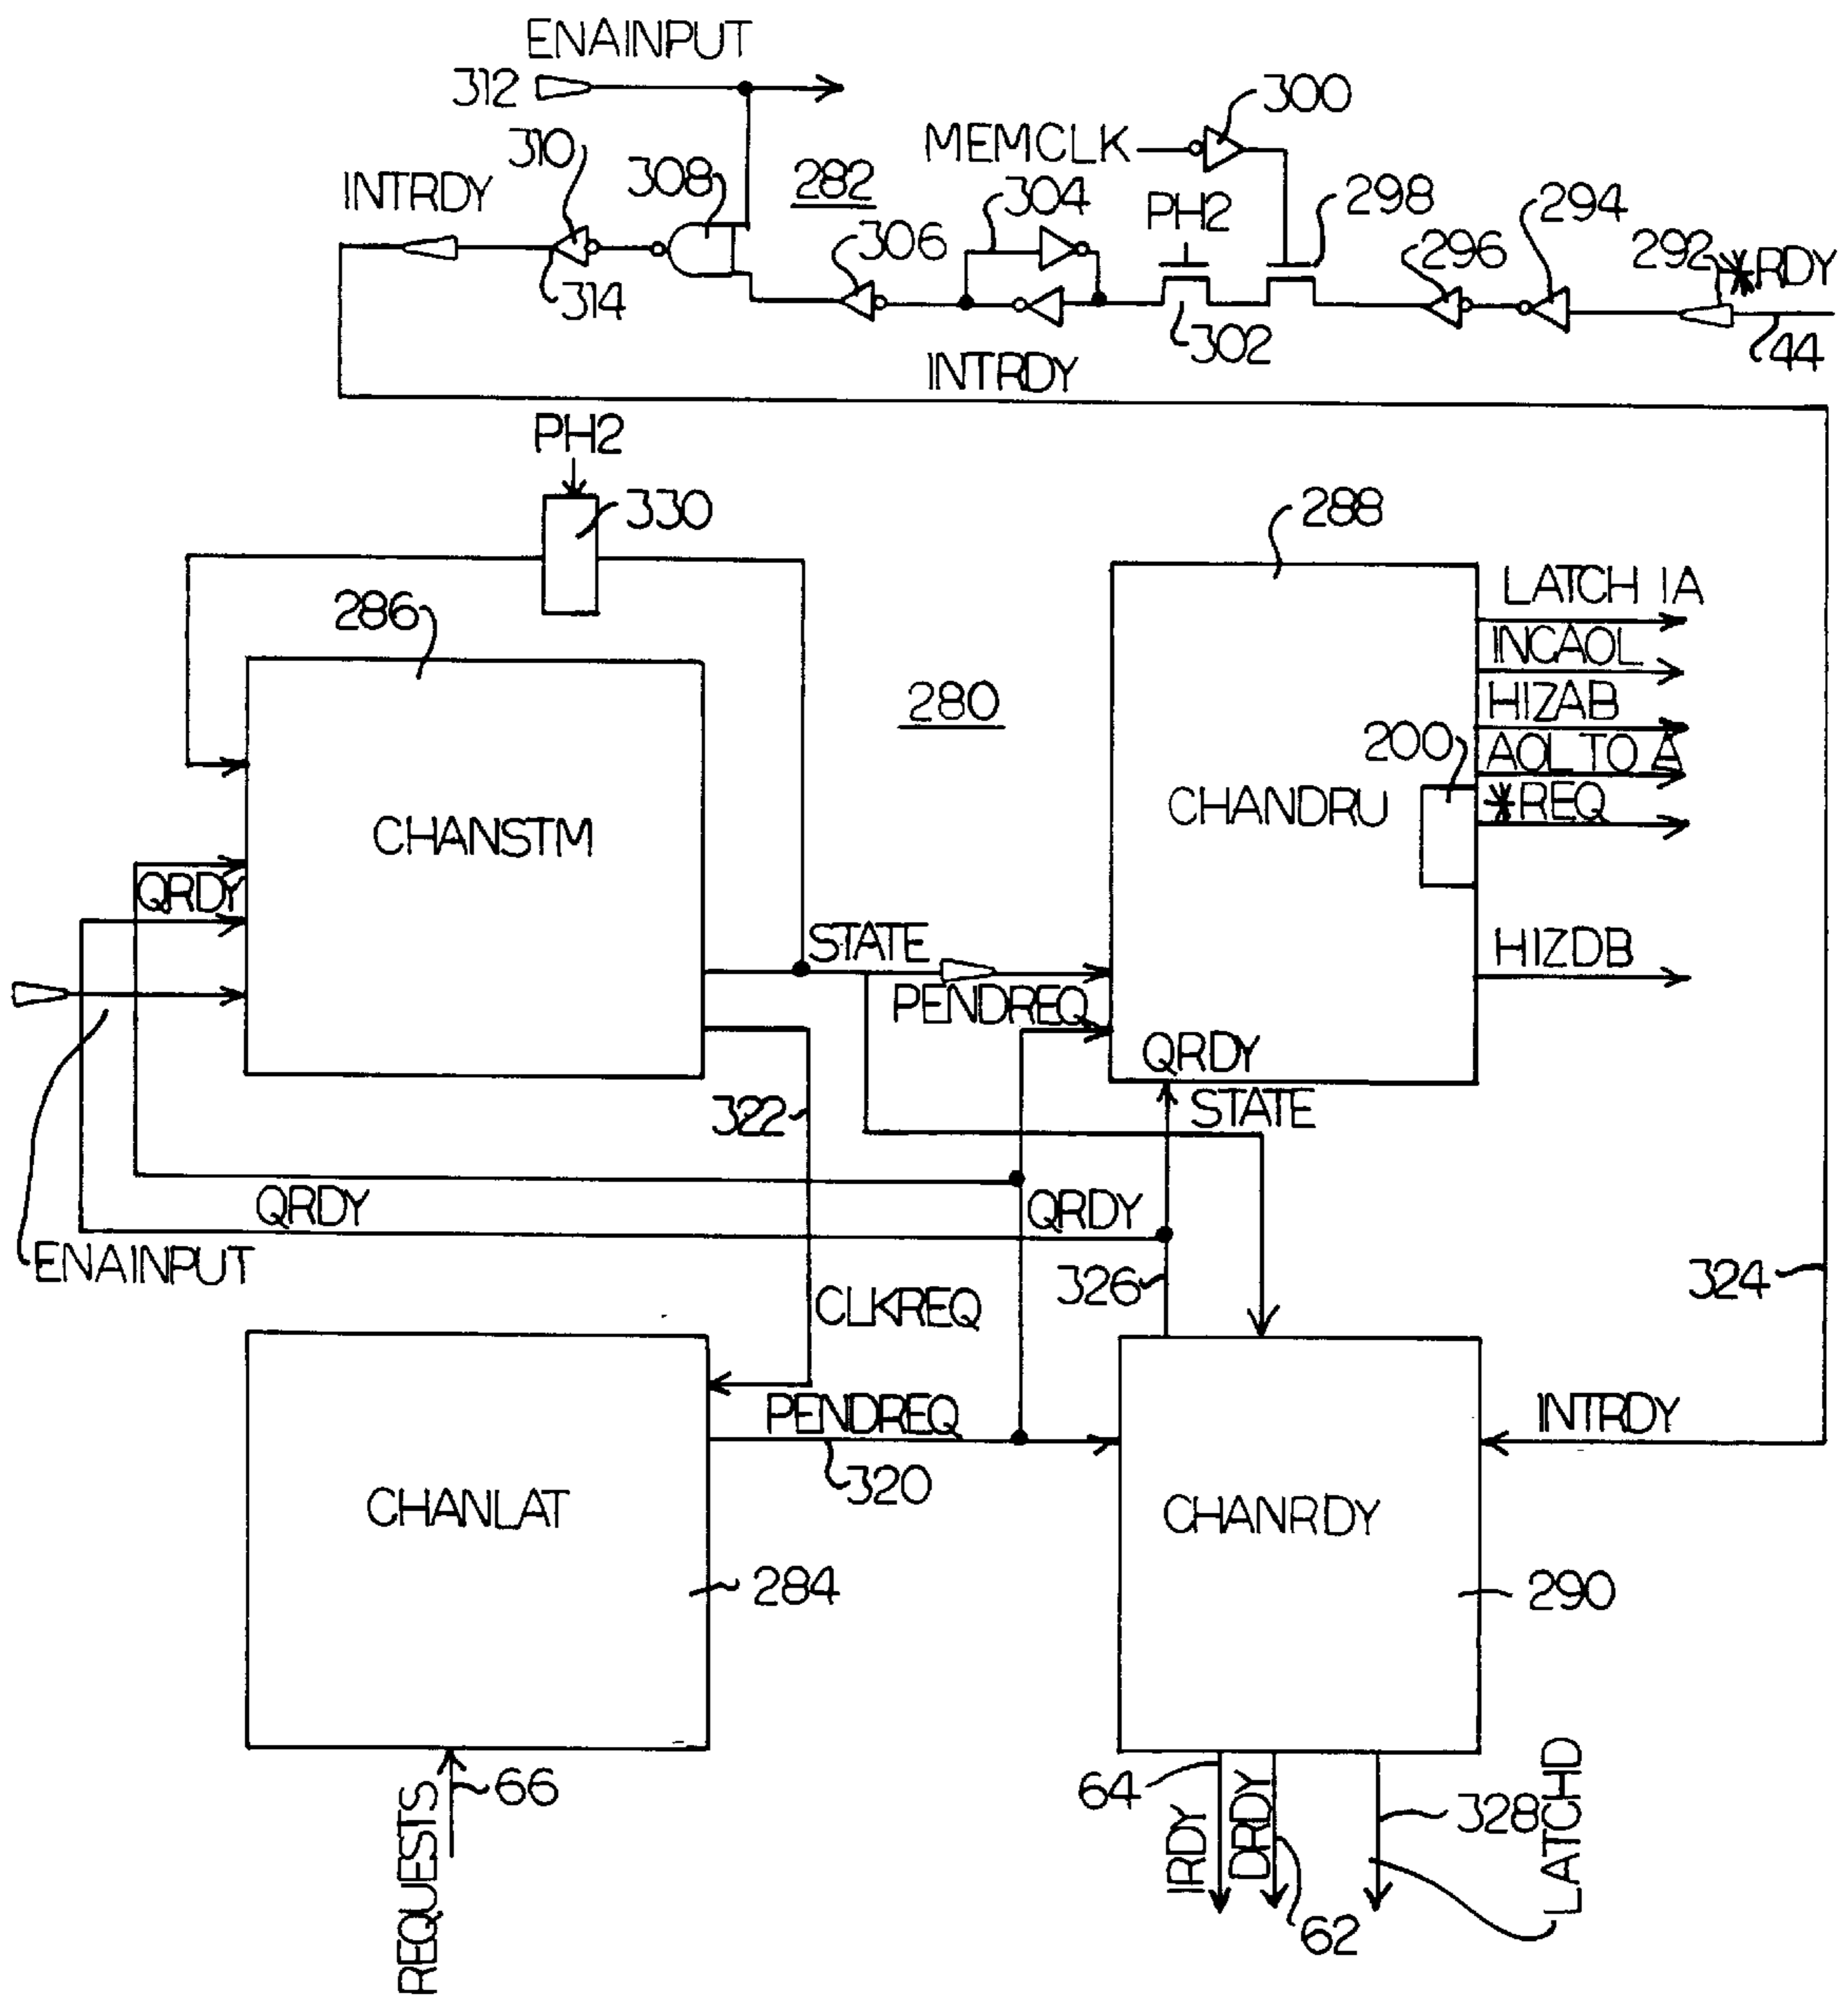 ENAINPUT
312
300
310
MEMCLK
308
282
304
298
294
INTRDY
PH2
306
296
292
*RDY
314
302
44
INTRDY
PH2
330
288
LATCH IA
286
INCAOL
280
HIZAB
200
AOL TO A
CHANSTM
CHANDRU
*REQ
QRDY
STATE
HIZDB
PENDREQ
QRDY
322
STATE
QRDY
QRDY
ENAINPUT
326
324
CLKREQ
PENDREQ
INTRDY
320
CHANLAT
CHANRDY
284
290
64
66
328
REQUESTS
IRDY
DRDY
LATCHD
62